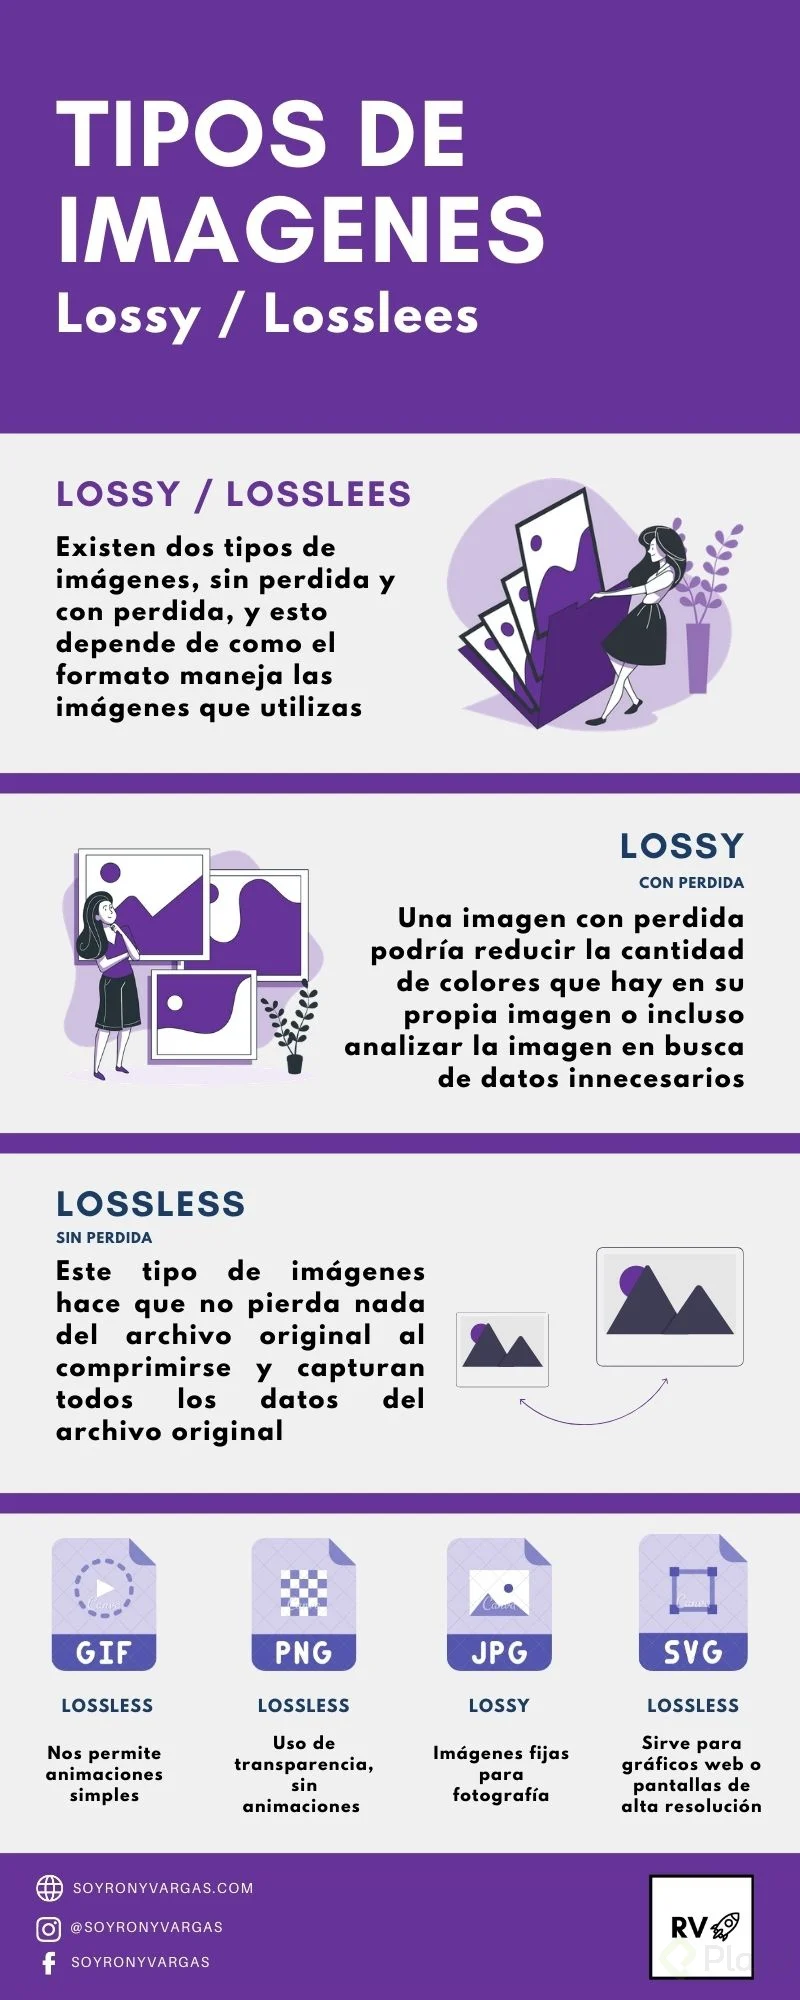 TIPOS DE
IMAGENES
Lossy / Losslees
LOSSY / LOSSLEES
Existen dos tipos de
imágenes, sin perdida y
con perdida, y esto
depende de como el
formato maneja las
imágenes que utilizas
LOSSY
CON PERDIDA
Una imagen con perdida
podría reducir la cantidad
de colores que hay en su
propia imagen o incluso
analizar la imagen en busca
de datos innecesarios
LOSSLESS
SIN PERDIDA
Este tipo de imágenes
hace que no pierda nada
del archivo original al
comprimirse y capturan
todos los datos del
archivo original
Canva
GIF
LOSSLESS
Nos permite
animaciones
simples
Canva
PNG
LOSSLESS
Uso de
transparencia,
sin
animaciones
Canva
JPG
LOSSY
Imágenes fijas
para
fotografía
Canva
SVG
LOSSLESS
Sirve para
gráficos web o
pantallas de
alta resolución
SOYRONYVARGAS.COM
@SOYRONYVARGAS
SOYRONYVARGAS
RV